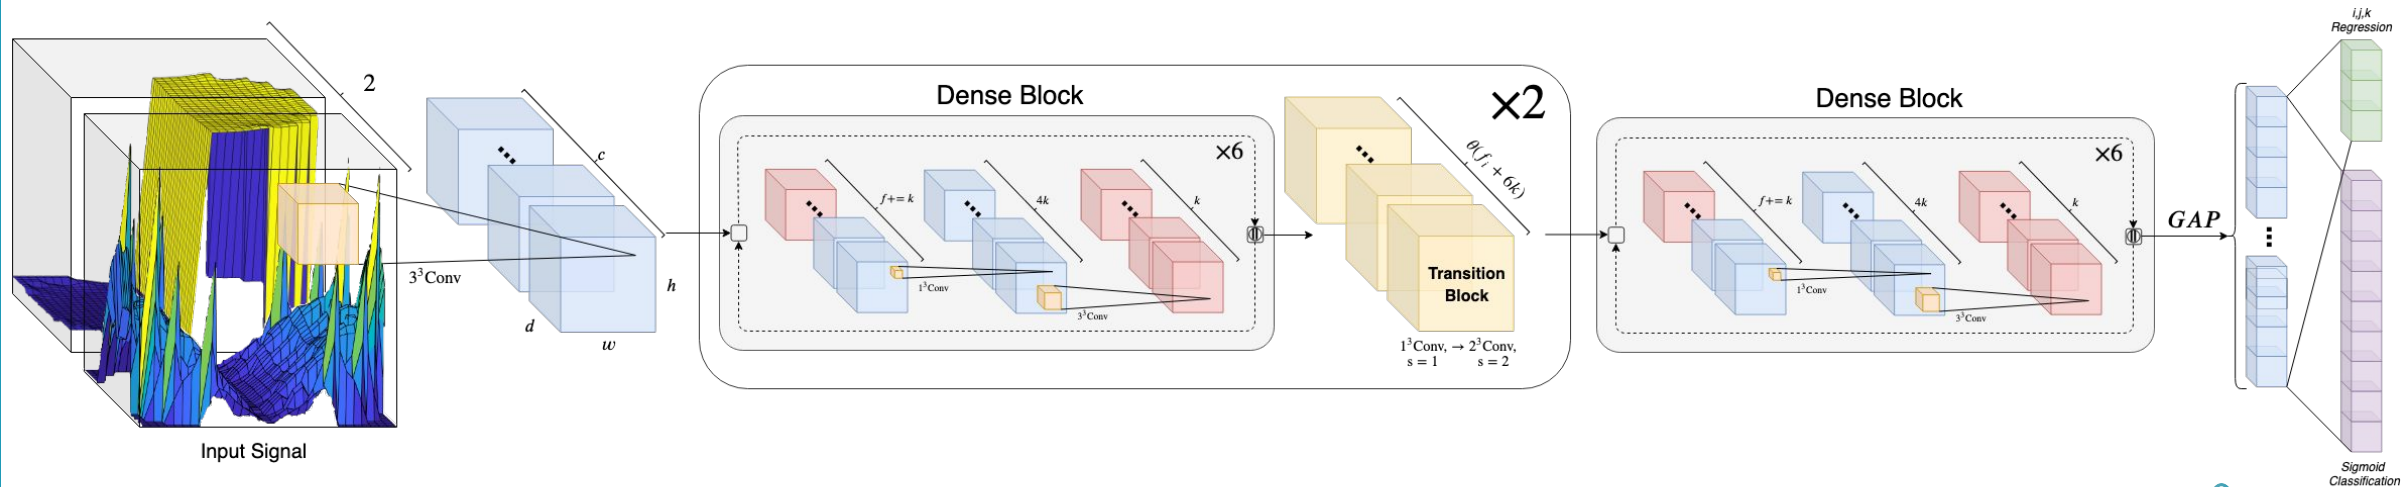 2
Input Signal
3³Conv
c
h
d
w
Dense Block
×6
f+= k
4k
k
1³Conv
3³Conv
×2
θ(fᵢ + 6k)
Transition
Block
1³Conv, → 2³Conv,
s = 1 s = 2
Dense Block
×6
f+= k
4k
k
1³Conv
3³Conv
GAP
i,j,k
Regression
Sigmoid
Classification